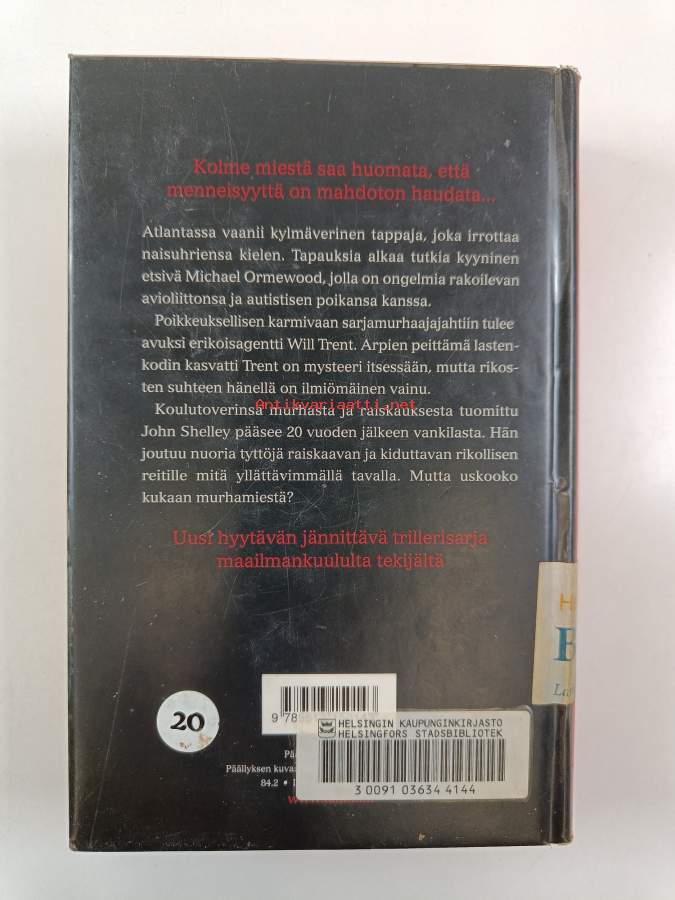 Kolme miestä saa huomata, että
menneisyyttä on mahdoton haudata...
Atlantassa vaanii kylmäverinen tappaja, joka irrottaa
naisuhriensa kielen. Tapauksia alkaa tutkia kyyninen
etsivä Michael Ormewood, jolla on ongelmia rakoilevan
avioliittonsa ja autistisen poikansa kanssa.
Poikkeuksellisen karmivaan sarjamurhaajajahtiin tulee
avuksi erikoisagentti Will Trent. Arpien peittämä lasten-
kodin kasvatti Trent on mysteeri itsessään, mutta rikos-
ten suhteen hänellä on ilmiömäinen vainu.
Antikvariaatti.net
Koulutoverinsa murhasta ja raiskauksesta tuomittu
John Shelley pääsee 20 vuoden jälkeen vankilasta. Hän
joutuu nuoria tyttöjä raiskaavan ja kiduttavan rikollisen
reitille mitä yllättävimmällä tavalla. Mutta uskooko
kukaan murhamiestä?
Uusi hyytävän jännittävä trillerisarja
maailmankuululta tekijältä
20
HELSINGIN KAUPUNGINKIRJASTO
HELSINGFORS STADSBIBLIOTEK
Päällyksen
84.2 •
3 0091 03634 4144